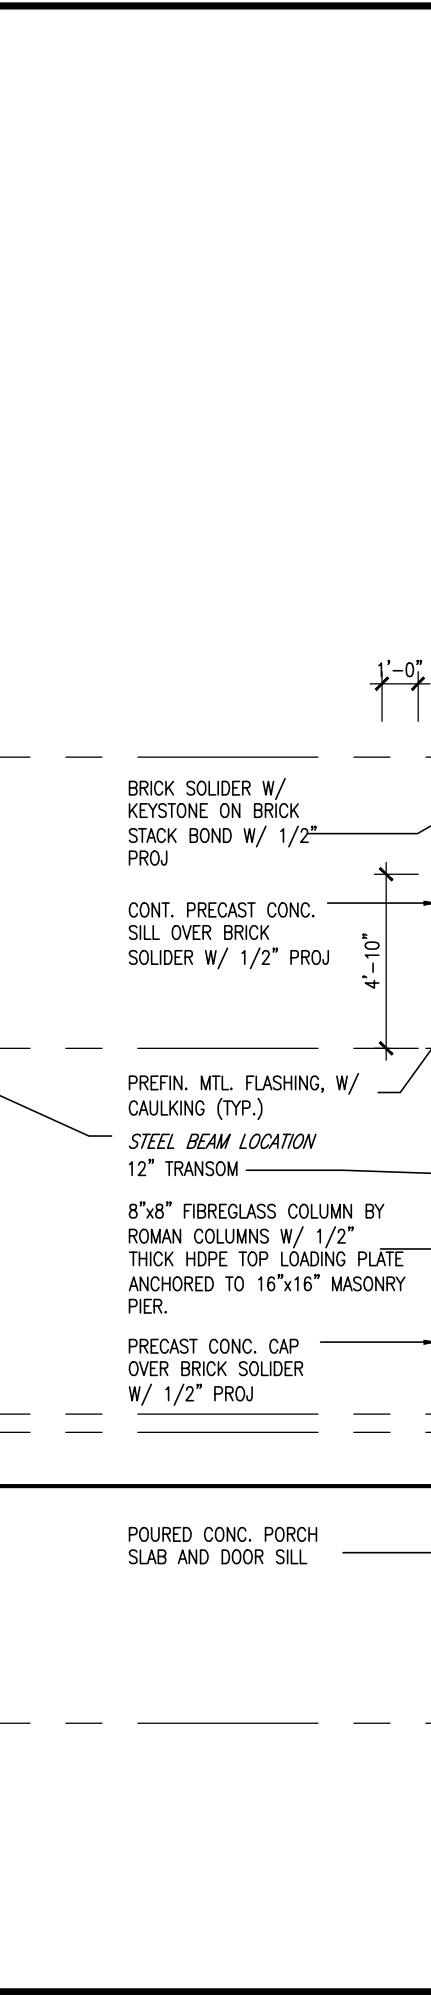 1'-0"
BRICK SOLIDER W/
KEYSTONE ON BRICK
STACK BOND W/ 1/2"
PROJ
CONT. PRECAST CONC.
SILL OVER BRICK
SOLIDER W/ 1/2" PROJ
4'-10"
PREFIN. MTL. FLASHING, W/
CAULKING (TYP.)
STEEL BEAM LOCATION
12" TRANSOM
8"x8" FIBREGLASS COLUMN BY
ROMAN COLUMNS W/ 1/2"
THICK HDPE TOP LOADING PLATE
ANCHORED TO 16"x16" MASONRY
PIER.
PRECAST CONC. CAP
OVER BRICK SOLIDER
W/ 1/2" PROJ
POURED CONC. PORCH
SLAB AND DOOR SILL